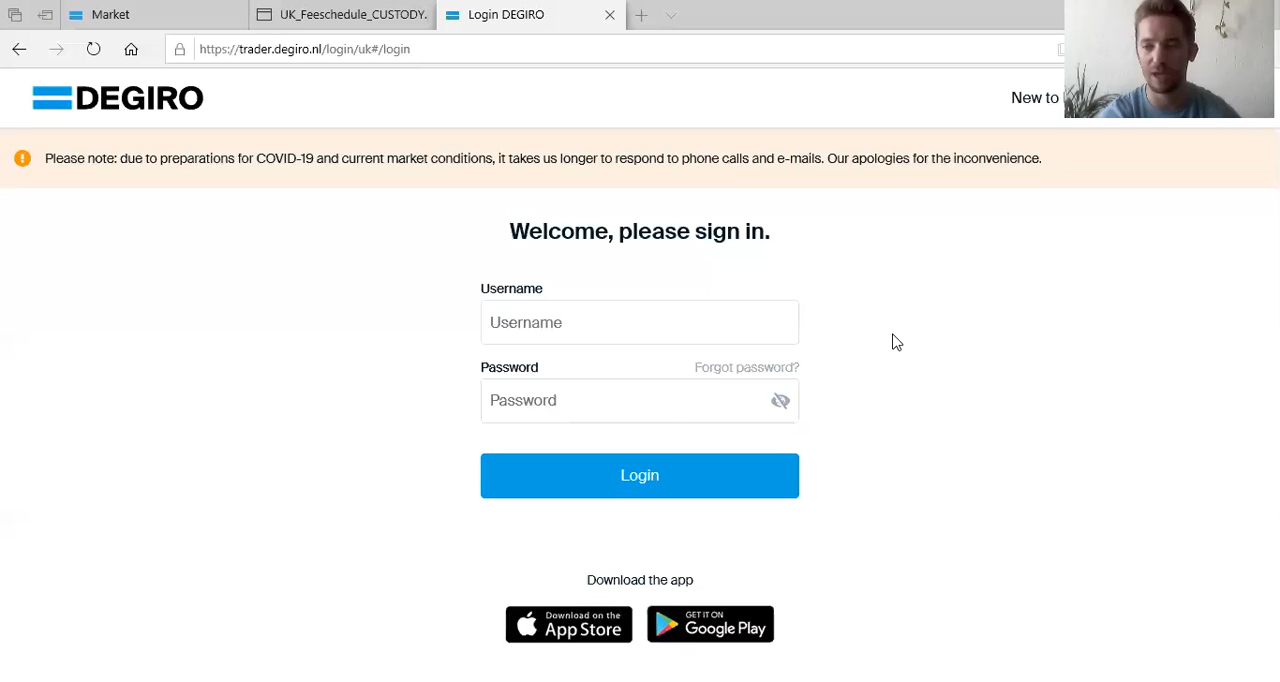 Market
UK_Feeschedule_CUSTODY.
Login DEGIRO
https://trader.degiro.nl/login/uk#/login
DEGIRO
New to
Please note: due to preparations for COVID-19 and current market conditions, it takes us longer to respond to phone calls and e-mails. Our apologies for the inconvenience.
Welcome, please sign in.
Username
Username
Password Forgot password?
Password
Login
Download the app
Download on the
App Store
GET IT ON
Google Play